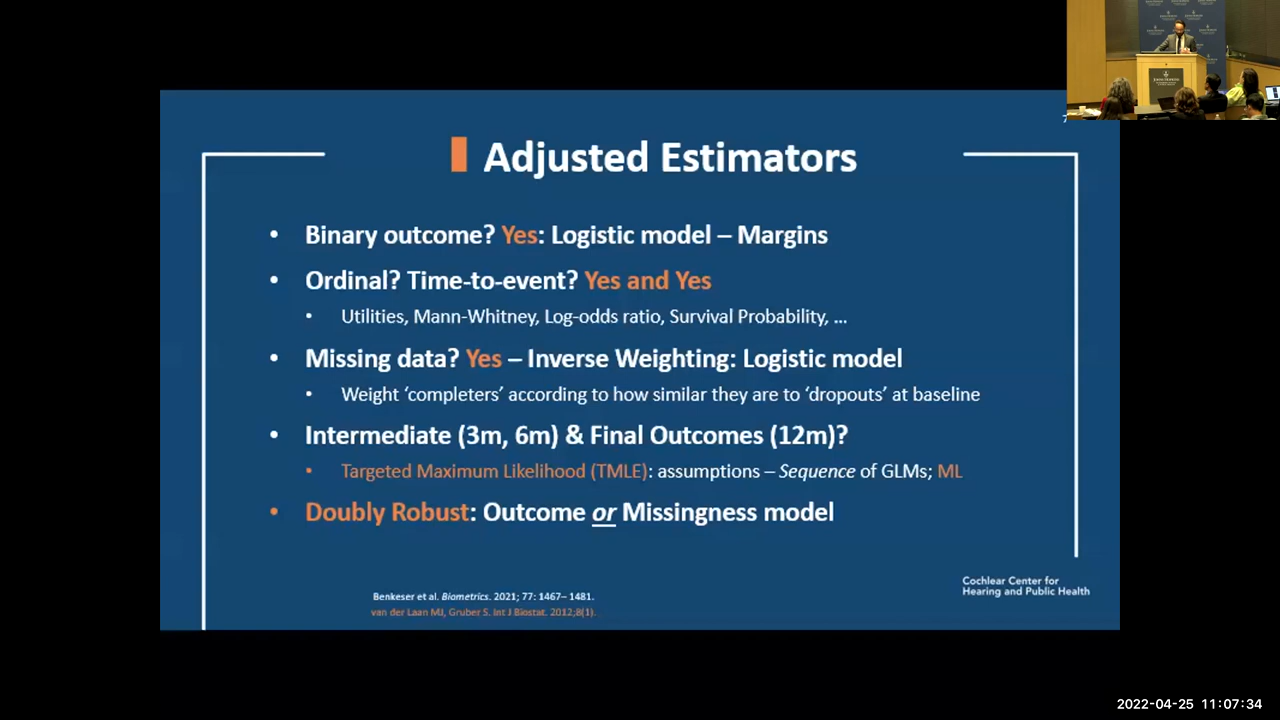 Adjusted Estimators
• Binary outcome? Yes: Logistic model – Margins
• Ordinal? Time-to-event? Yes and Yes
• Utilities, Mann-Whitney, Log-odds ratio, Survival Probability, ...
• Missing data? Yes – Inverse Weighting: Logistic model
• Weight ‘completers’ according to how similar they are to ‘dropouts’ at baseline
• Intermediate (3m, 6m) & Final Outcomes (12m)?
• Targeted Maximum Likelihood (TMLE): assumptions – Sequence of GLMs; ML
• Doubly Robust: Outcome or Missingness model
Cochlear Center for
Hearing and Public Health
Benkeser et al. Biometrics. 2021; 77: 1467– 1481.
van der Laan MJ, Gruber S. Int J Biostat. 2012;8(1).
2022-04-25 11:07:34